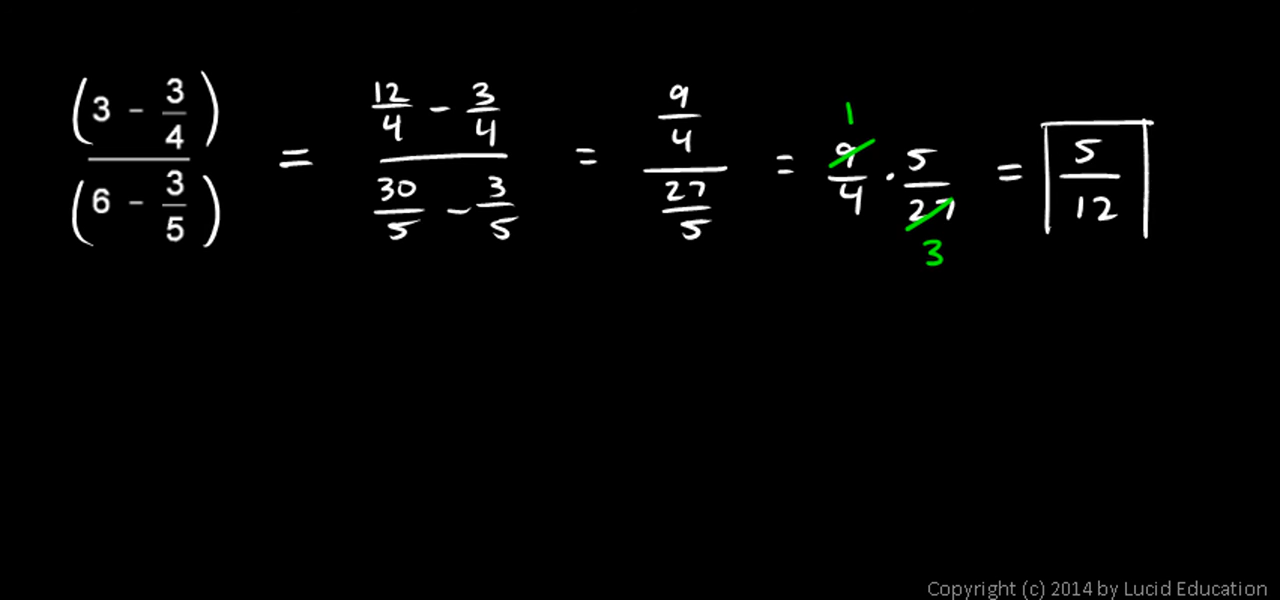 (3 - 3/4) / (6 - 3/5) = (12/4 - 3/4) / (30/5 - 3/5) = (9/4) / (27/5) = 9/4 · 5/27 = 5/12
1
3
Copyright (c) 2014 by Lucid Education